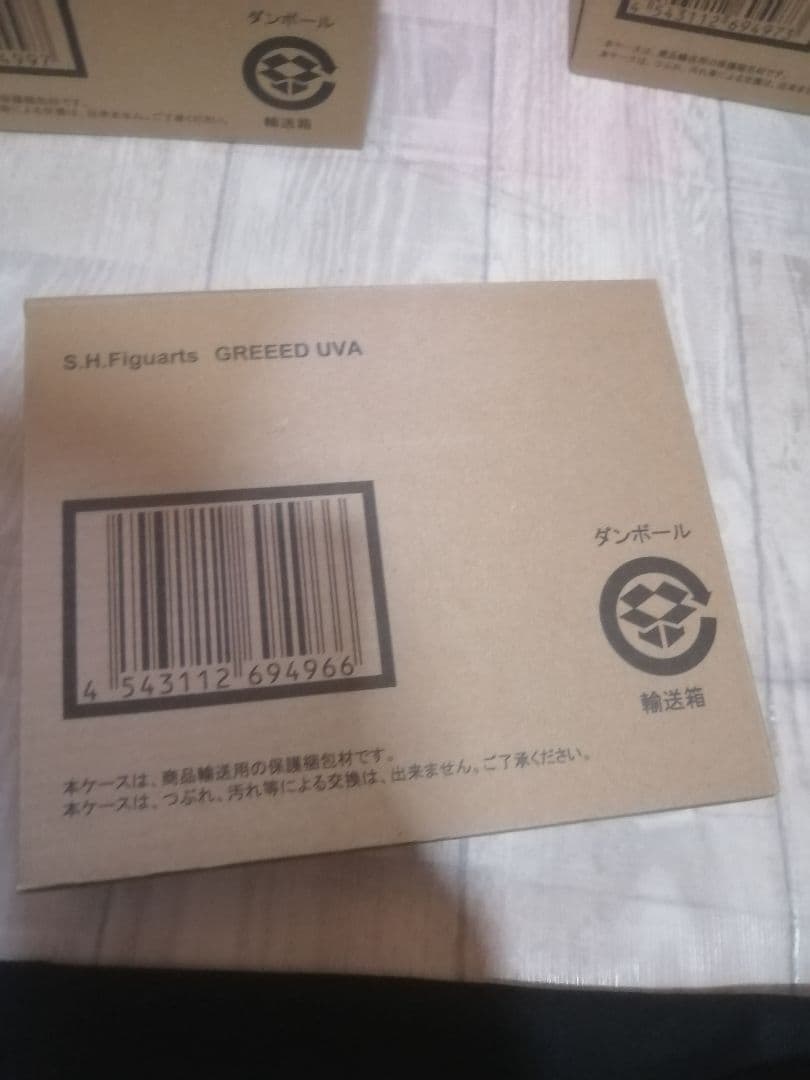 ダンボール
輸送箱
4543112694973
S.H.Figuarts GREEED UVA
4 543112 694966
ダンボール
輸送箱
本ケースは、商品輸送用の保護梱包材です。
本ケースは、つぶれ、汚れ等による交換は、出来ません。ご了承ください。